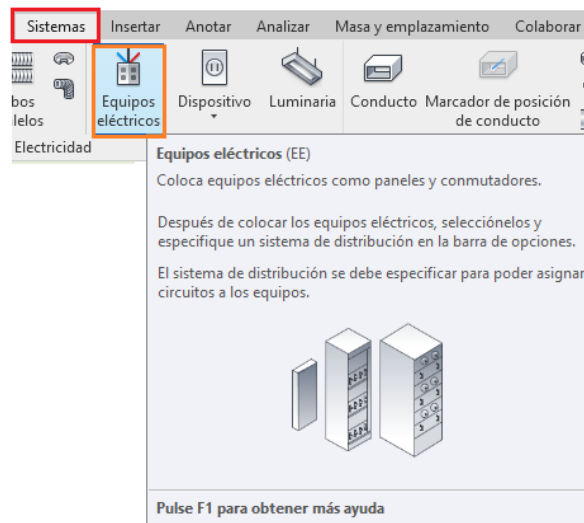 Sistemas Insertar Anotar Analizar Masa y emplazamiento Colaborar
Equipos Dispositivo Luminaria Conducto Marcador de posición
eléctricos de conducto
Electricidad
Equipos eléctricos (EE)
Coloca equipos eléctricos como paneles y conmutadores.
Después de colocar los equipos eléctricos, selecciónelos y
especifique un sistema de distribución en la barra de opciones.
El sistema de distribución se debe especificar para poder asignar
circuitos a los equipos.
Pulse F1 para obtener más ayuda